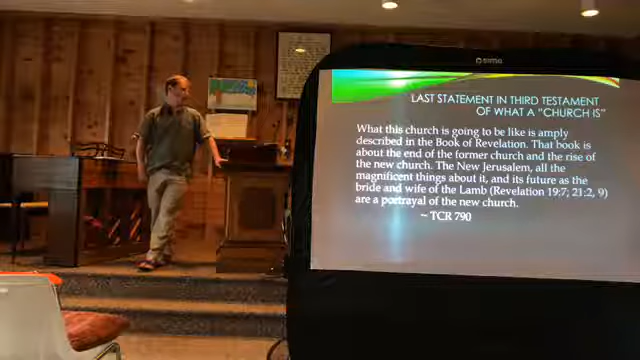 LAST STATEMENT IN THIRD TESTAMENT
OF WHAT A "CHURCH IS"
What this church is going to be like is amply
described in the Book of Revelation. That book is
about the end of the former church and the rise of
the new church. The New Jerusalem, all the
magnificent things about it, and its future as the
bride and wife of the Lamb (Revelation 19:7; 21:2, 9)
are a portrayal of the new church.
~ TCR 790